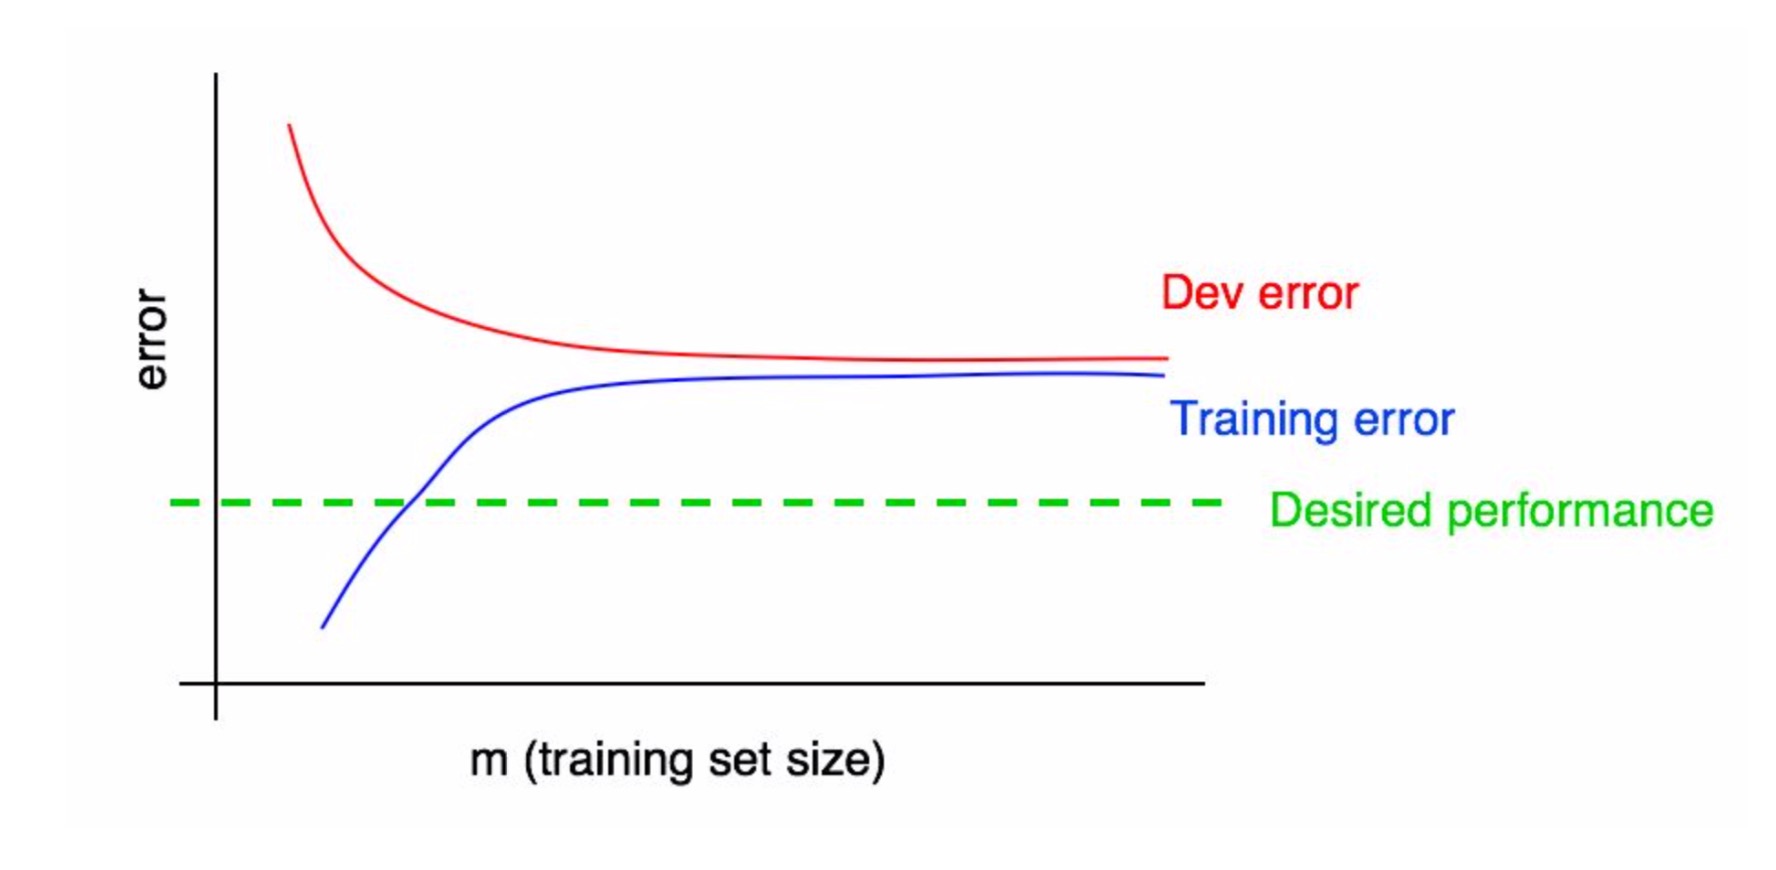 error
Dev error
Training error
Desired performance
m (training set size)